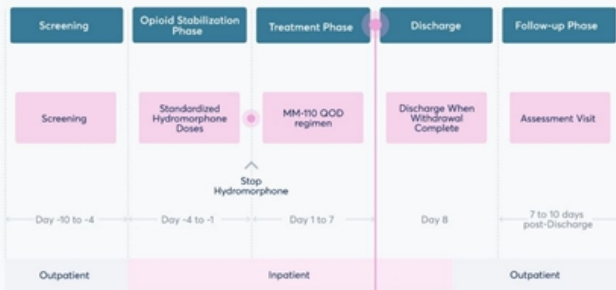 Screening
Opioid Stabilization
Phase
Treatment Phase
Discharge
Follow-up Phase
Screening
Standardized
Hydromorphone
Doses
MM-110 QOD
regimen
Discharge When
Withdrawal
Complete
Assessment Visit
Stop
Hydromorphone
Day -10 to -4
Day -4 to -1
Day 1 to 7
Day 8
7 to 10 days
post-Discharge
Outpatient
Inpatient
Outpatient